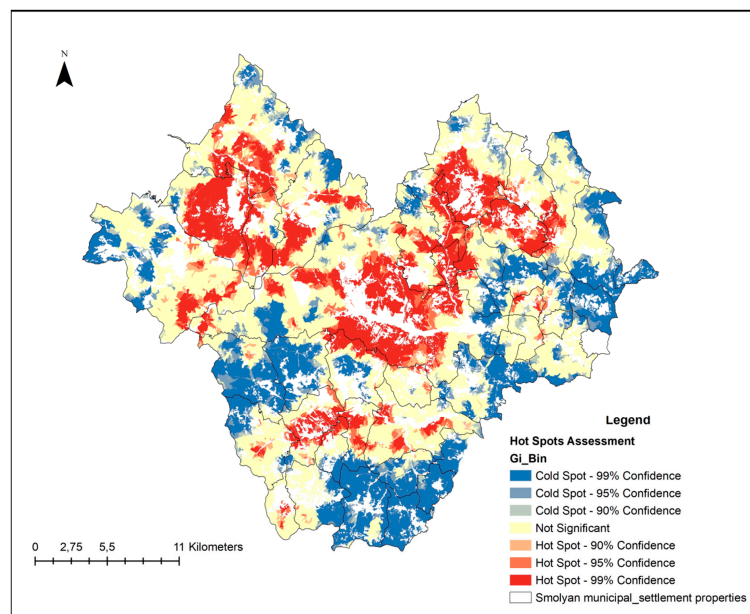 N
Legend
Hot Spots Assessment
Gi_Bin
Cold Spot - 99% Confidence
Cold Spot - 95% Confidence
Cold Spot - 90% Confidence
Not Significant
Hot Spot - 90% Confidence
Hot Spot - 95% Confidence
Hot Spot - 99% Confidence
Smolyan municipal_settlement properties
0 2,75 5,5 11 Kilometers